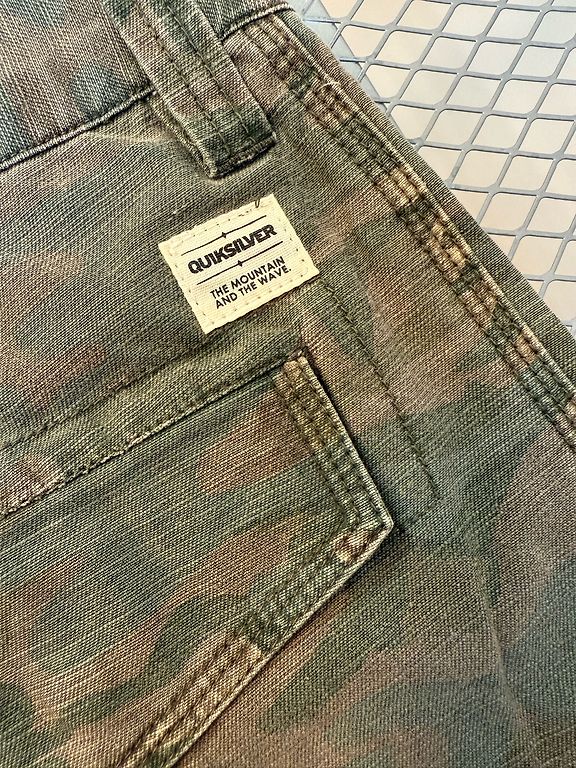 QUIKSILVER
THE MOUNTAIN
AND THE WAVE.